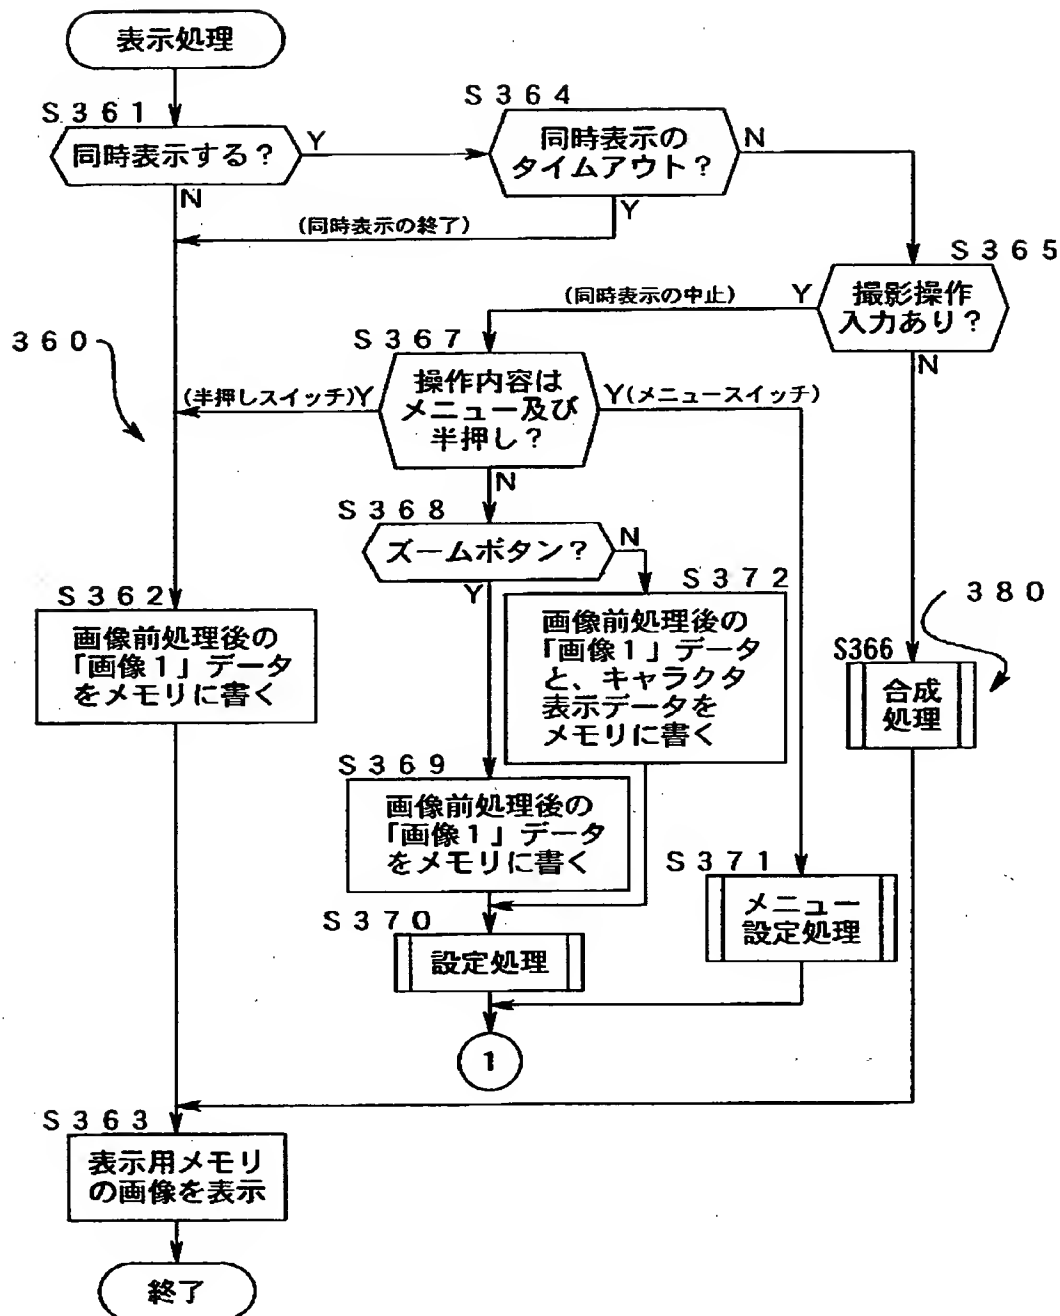 表示処理
S361
同時表示する?
Y
N
S364
同時表示の
タイムアウト?
N
Y
(同時表示の終了)
S365
撮影操作
入力あり?
Y
(同時表示の中止)
N
360
S367
操作内容は
メニュー及び
半押し?
(半押しスイッチ)Y
Y(メニュースイッチ)
N
S368
ズームボタン?
N
Y
S362
画像前処理後の
「画像1」データ
をメモリに書く
S372
画像前処理後の
「画像1」データ
と、キャラクタ
表示データを
メモリに書く
380
S366
合成
処理
S369
画像前処理後の
「画像1」データ
をメモリに書く
S371
メニュー
設定処理
S370
設定処理
1
S363
表示用メモリ
の画像を表示
終了